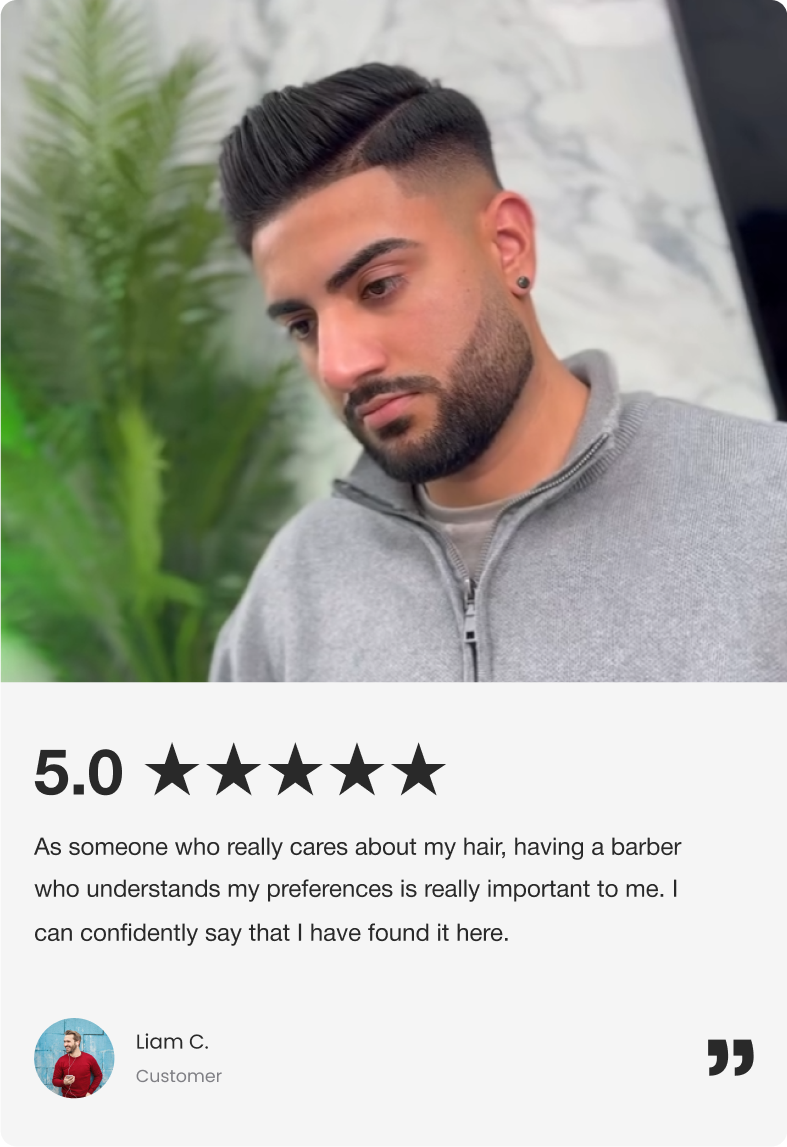 5.0 ★★★★★
As someone who really cares about my hair, having a barber
who understands my preferences is really important to me. I
can confidently say that I have found it here.
Liam C.
Customer
”